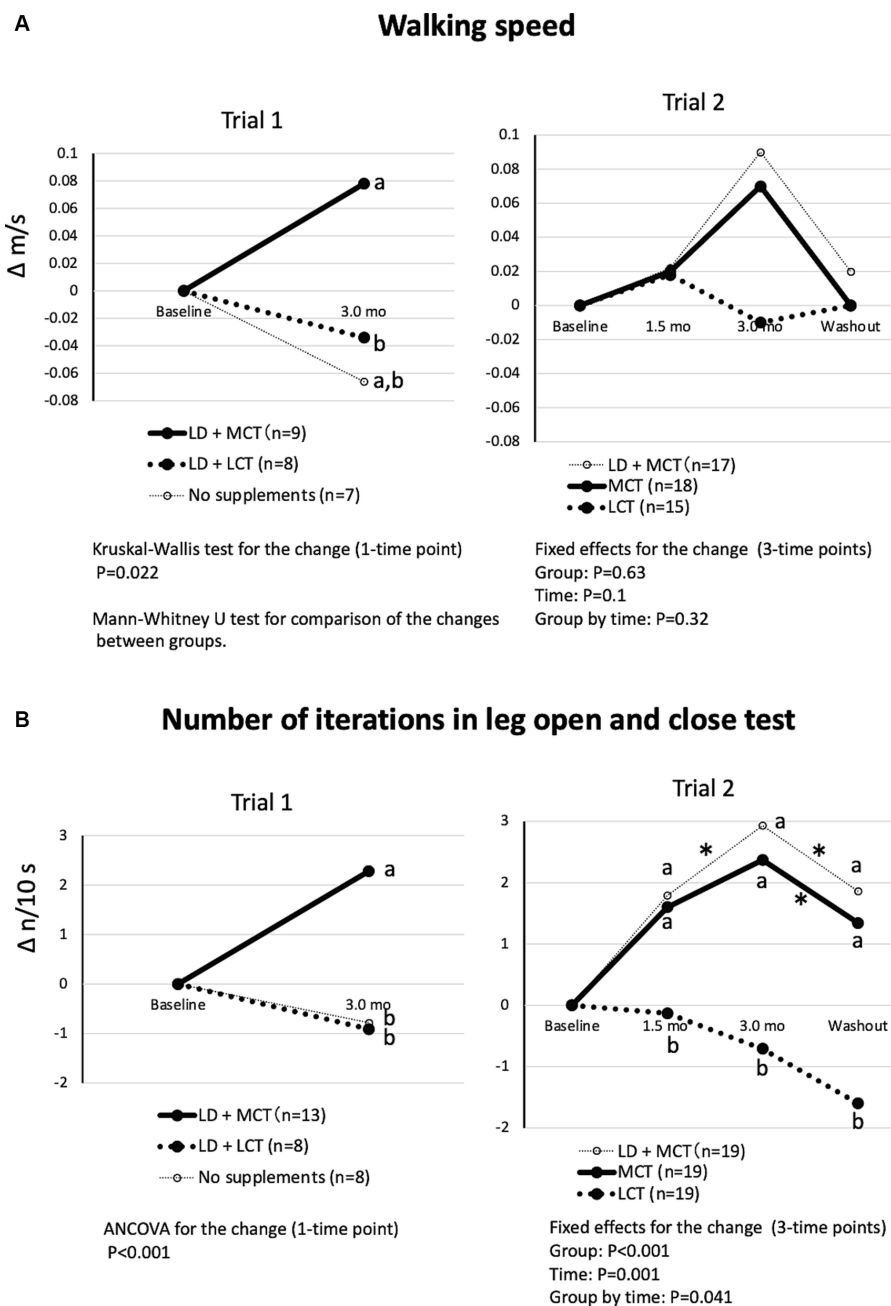 A
Walking speed
Trial 1
0.1
0.08
0.06
0.04
0.02
0
-0.02
-0.04
-0.06
-0.08
Δ m/s
Baseline
3.0 mo
a
b
a,b
LD + MCT (n=9)
LD + LCT (n=8)
No supplements (n=7)
Kruskal-Wallis test for the change (1-time point)
P=0.022
Mann-Whitney U test for comparison of the changes
between groups.
Trial 2
0.1
0.08
0.06
0.04
0.02
0
-0.02
-0.04
-0.06
-0.08
Baseline
1.5 mo
3.0 mo
Washout
LD + MCT (n=17)
MCT (n=18)
LCT (n=15)
Fixed effects for the change (3-time points)
Group: P=0.63
Time: P=0.1
Group by time: P=0.32
B
Number of iterations in leg open and close test
Trial 1
3
2
1
0
-1
-2
Δ n/10 s
Baseline
3.0 mo
a
b
b
LD + MCT (n=13)
LD + LCT (n=8)
No supplements (n=8)
ANCOVA for the change (1-time point)
P<0.001
Trial 2
3
2
1
0
-1
-2
a
*
a
*
a
a
a
*
a
Baseline
1.5 mo
3.0 mo
Washout
b
b
b
LD + MCT (n=19)
MCT (n=19)
LCT (n=19)
Fixed effects for the change (3-time points)
Group: P<0.001
Time: P=0.001
Group by time: P=0.041